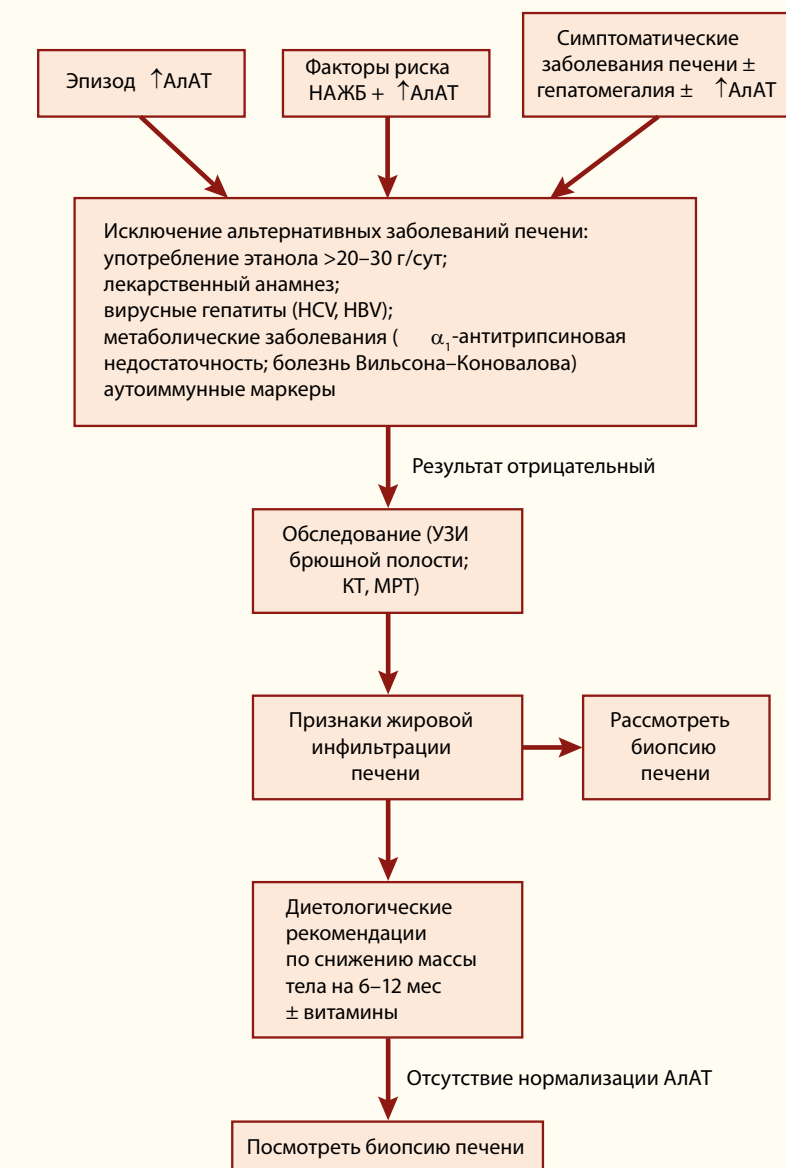 Эпизод ↑АлАТ
Факторы риска
НАЖБ + ↑АлАТ
Симптоматические
заболевания печени ±
гепатомегалия ± ↑АлАТ
Исключение альтернативных заболеваний печени:
употребление этанола >20–30 г/сут;
лекарственный анамнез;
вирусные гепатиты (HCV, HBV);
метаболические заболевания ( α₁-антитрипсиновая
недостаточность; болезнь Вильсона–Коновалова)
аутоиммунные маркеры
Результат отрицательный
Обследование (УЗИ
брюшной полости;
КТ, МРТ)
Признаки жировой
инфильтрации
печени
Рассмотреть
биопсию
печени
Диетологические
рекомендации
по снижению массы
тела на 6–12 мес
± витамины
Отсутствие нормализации АлАТ
Посмотреть биопсию печени